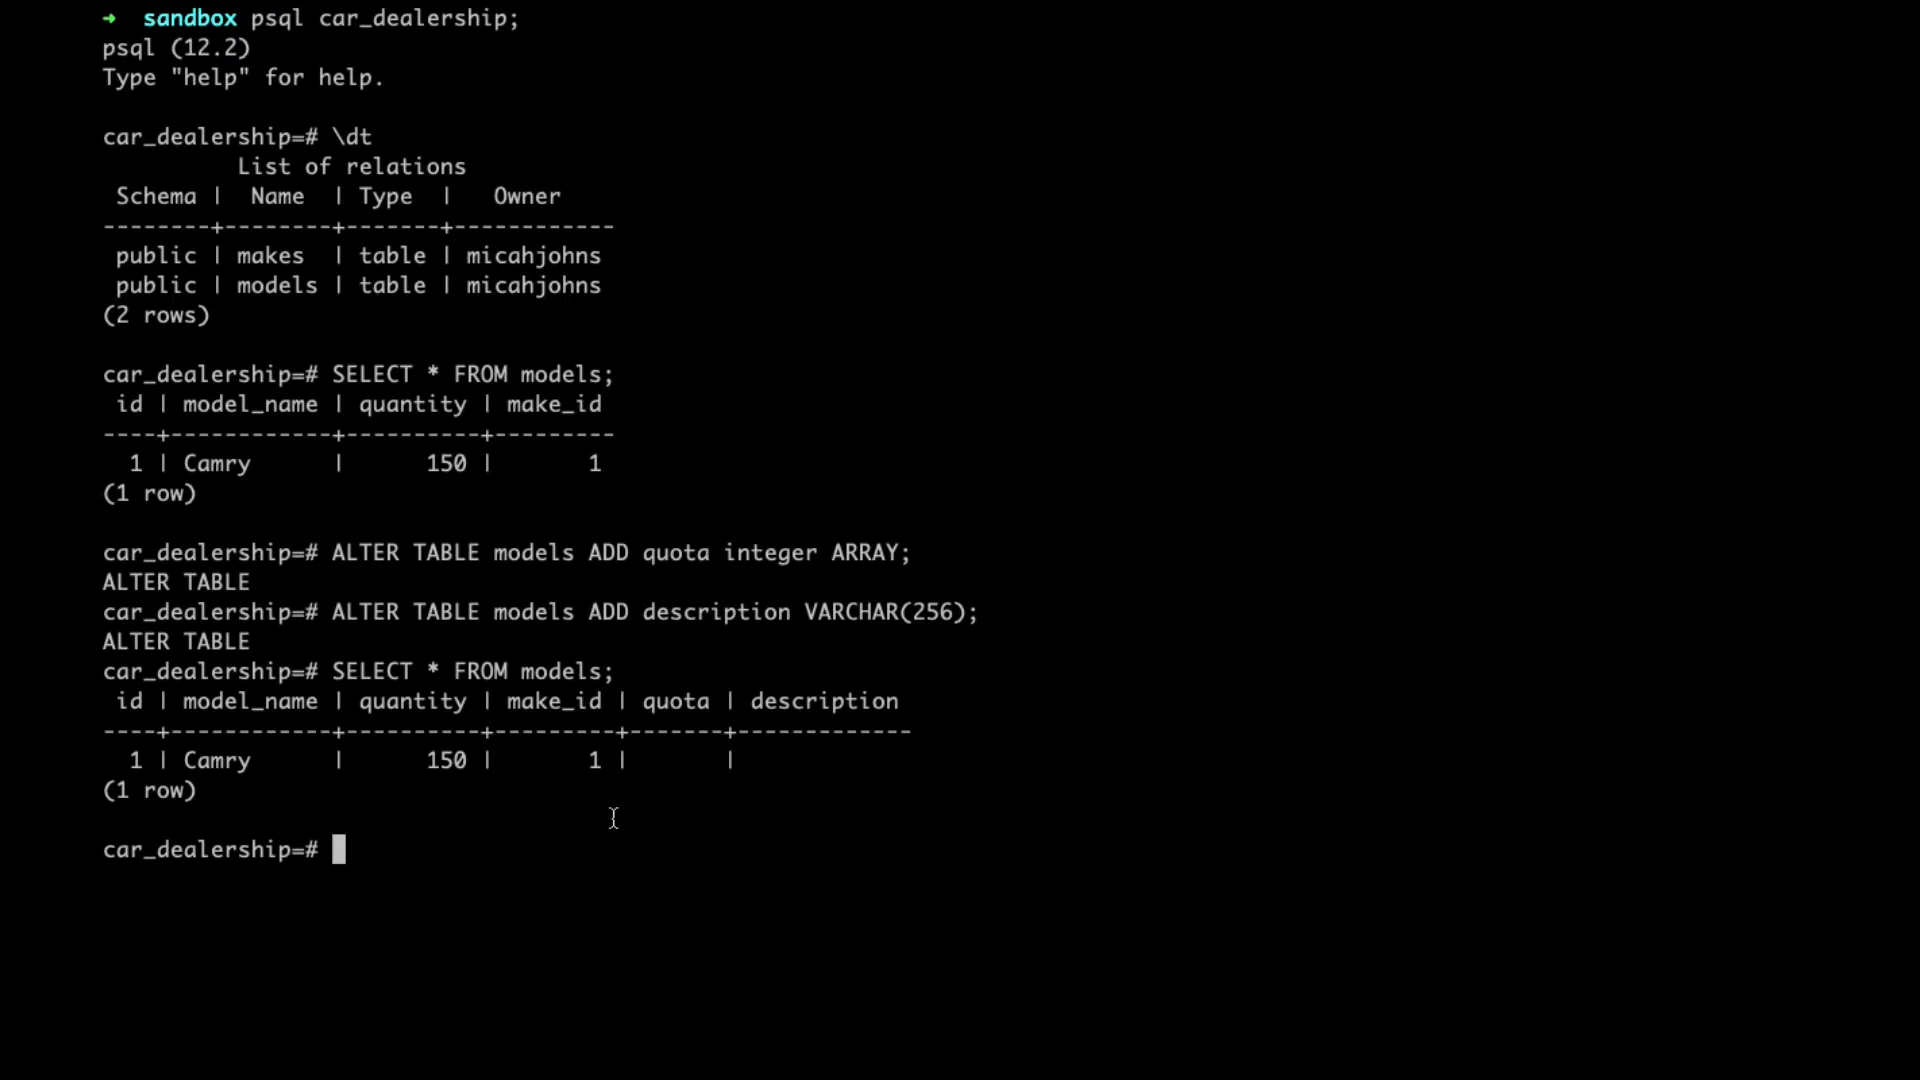 ➜  sandbox psql car_dealership;
psql (12.2)
Type "help" for help.

car_dealership=# \dt
          List of relations
 Schema |  Name  | Type  |   Owner
--------+--------+-------+------------
 public | makes  | table | micahjohns
 public | models | table | micahjohns
(2 rows)

car_dealership=# SELECT * FROM models;
 id | model_name | quantity | make_id
----+------------+----------+---------
  1 | Camry      |      150 |       1
(1 row)

car_dealership=# ALTER TABLE models ADD quota integer ARRAY;
ALTER TABLE
car_dealership=# ALTER TABLE models ADD description VARCHAR(256);
ALTER TABLE
car_dealership=# SELECT * FROM models;
 id | model_name | quantity | make_id | quota | description
----+------------+----------+---------+-------+-------------
  1 | Camry      |      150 |       1 |       |
(1 row)

car_dealership=#